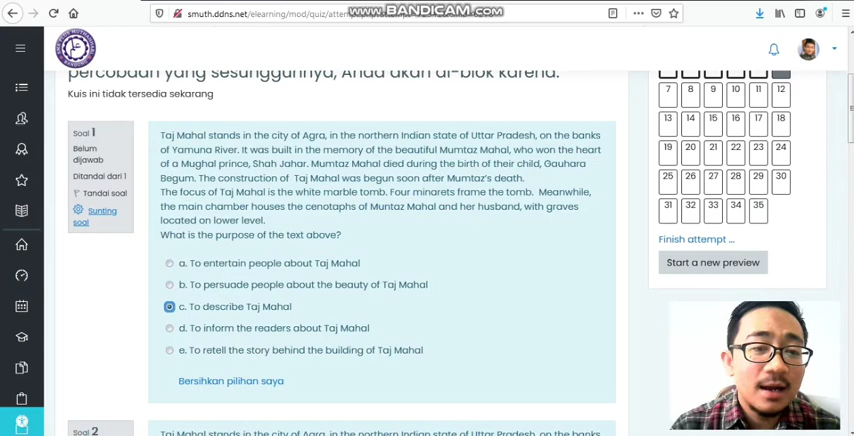 smuth.ddns.net/elearning/mod/quiz/attemp
www.BANDICAM.com
percobaan yang sesungguhnya, Anda akan di-blok karena:
Kuis ini tidak tersedia sekarang
Soal 1
Belum
dijawab
Ditandai dari 1
Tandai soal
Sunting
soal
Taj Mahal stands in the city of Agra, in the northern Indian state of Uttar Pradesh, on the banks
of Yamuna River. It was built in the memory of the beautiful Mumtaz Mahal, who won the heart
of a Mughal prince, Shah Jahar. Mumtaz Mahal died during the birth of their child, Gauhara
Begum. The construction of Taj Mahal was begun soon after Mumtaz's death.
The focus of Taj Mahal is the white marble tomb. Four minarets frame the tomb. Meanwhile,
the main chamber houses the cenotaphs of Muntaz Mahal and her husband, with graves
located on lower level.
What is the purpose of the text above?
a. To entertain people about Taj Mahal
b. To persuade people about the beauty of Taj Mahal
c. To describe Taj Mahal
d. To inform the readers about Taj Mahal
e. To retell the story behind the building of Taj Mahal
Bersihkan pilihan saya
Soal 2
Taj Mahal stands in the city of Agra, in the northern Indian state of Uttar Pradesh, on the banks
7 8 9 10 11 12
13 14 15 16 17 18
19 20 21 22 23 24
25 26 27 28 29 30
31 32 33 34 35
Finish attempt ...
Start a new preview